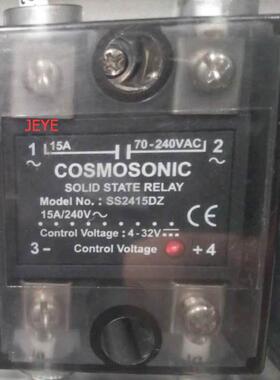 JEYE
1 15A 70-240VAC 2
~ ~
COSMOSONIC
SOLID STATE RELAY
Model No. : SS2415DZ
15A/240V~
CE
Control Voltage : 4-32V⎓
3 − Control Voltage + 4